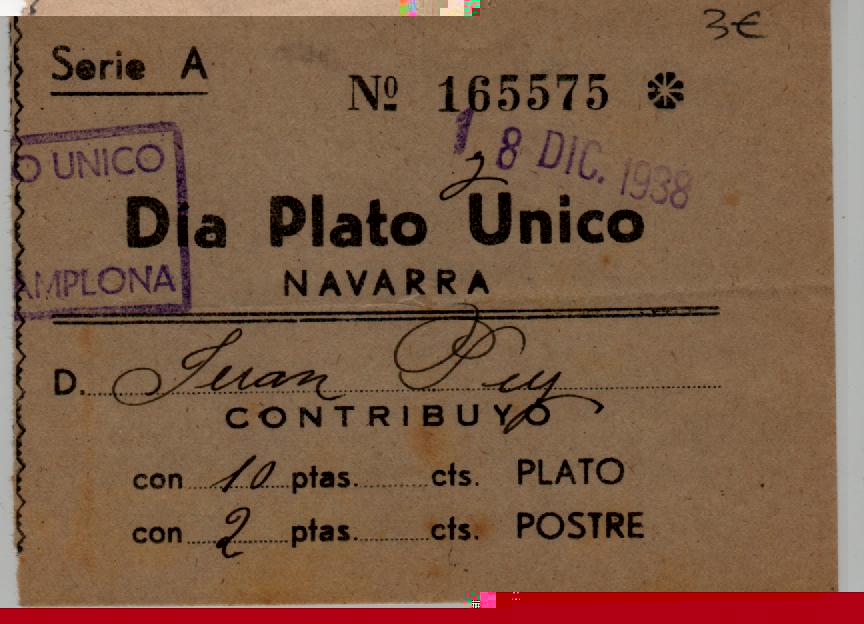 3€
Serie A
Nº 165575
18 DIC. 1938
O UNICO
2
Dia Plato Unico
AMPLONA
NAVARRA
D. Juan Puy
CONTRIBUYO
con 10 ptas. cts. PLATO
con 2 ptas. cts. POSTRE